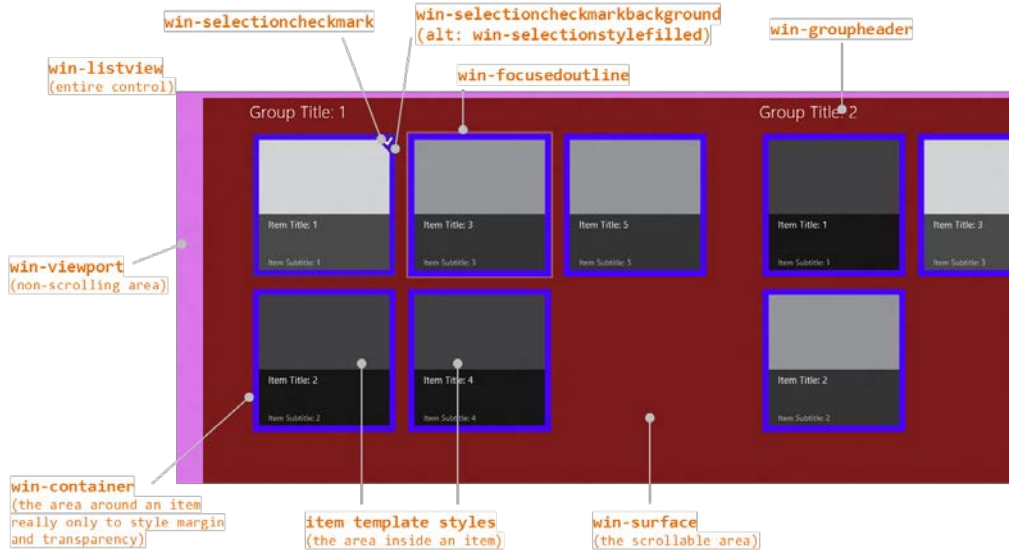 win-selectioncheckmark
win-selectioncheckmarkbackground
(alt: win-selectionstylefilled)
win-groupheader
win-listview
(entire control)
win-focusedoutline
Group Title: 1
Group Title: 2
Item Title: 1
Item Subtitle: 1
Item Title: 3
Item Subtitle: 3
Item Title: 5
Item Subtitle: 5
Item Title: 1
Item Subtitle: 1
Item Title: 3
Item Subtitle: 3
win-viewport
(non-scrolling area)
Item Title: 2
Item Subtitle: 2
Item Title: 4
Item Subtitle: 4
Item Title: 2
Item Subtitle: 2
win-container
(the area around an item
really only to style margin
and transparency)
item template styles
(the area inside an item)
win-surface
(the scrollable area)